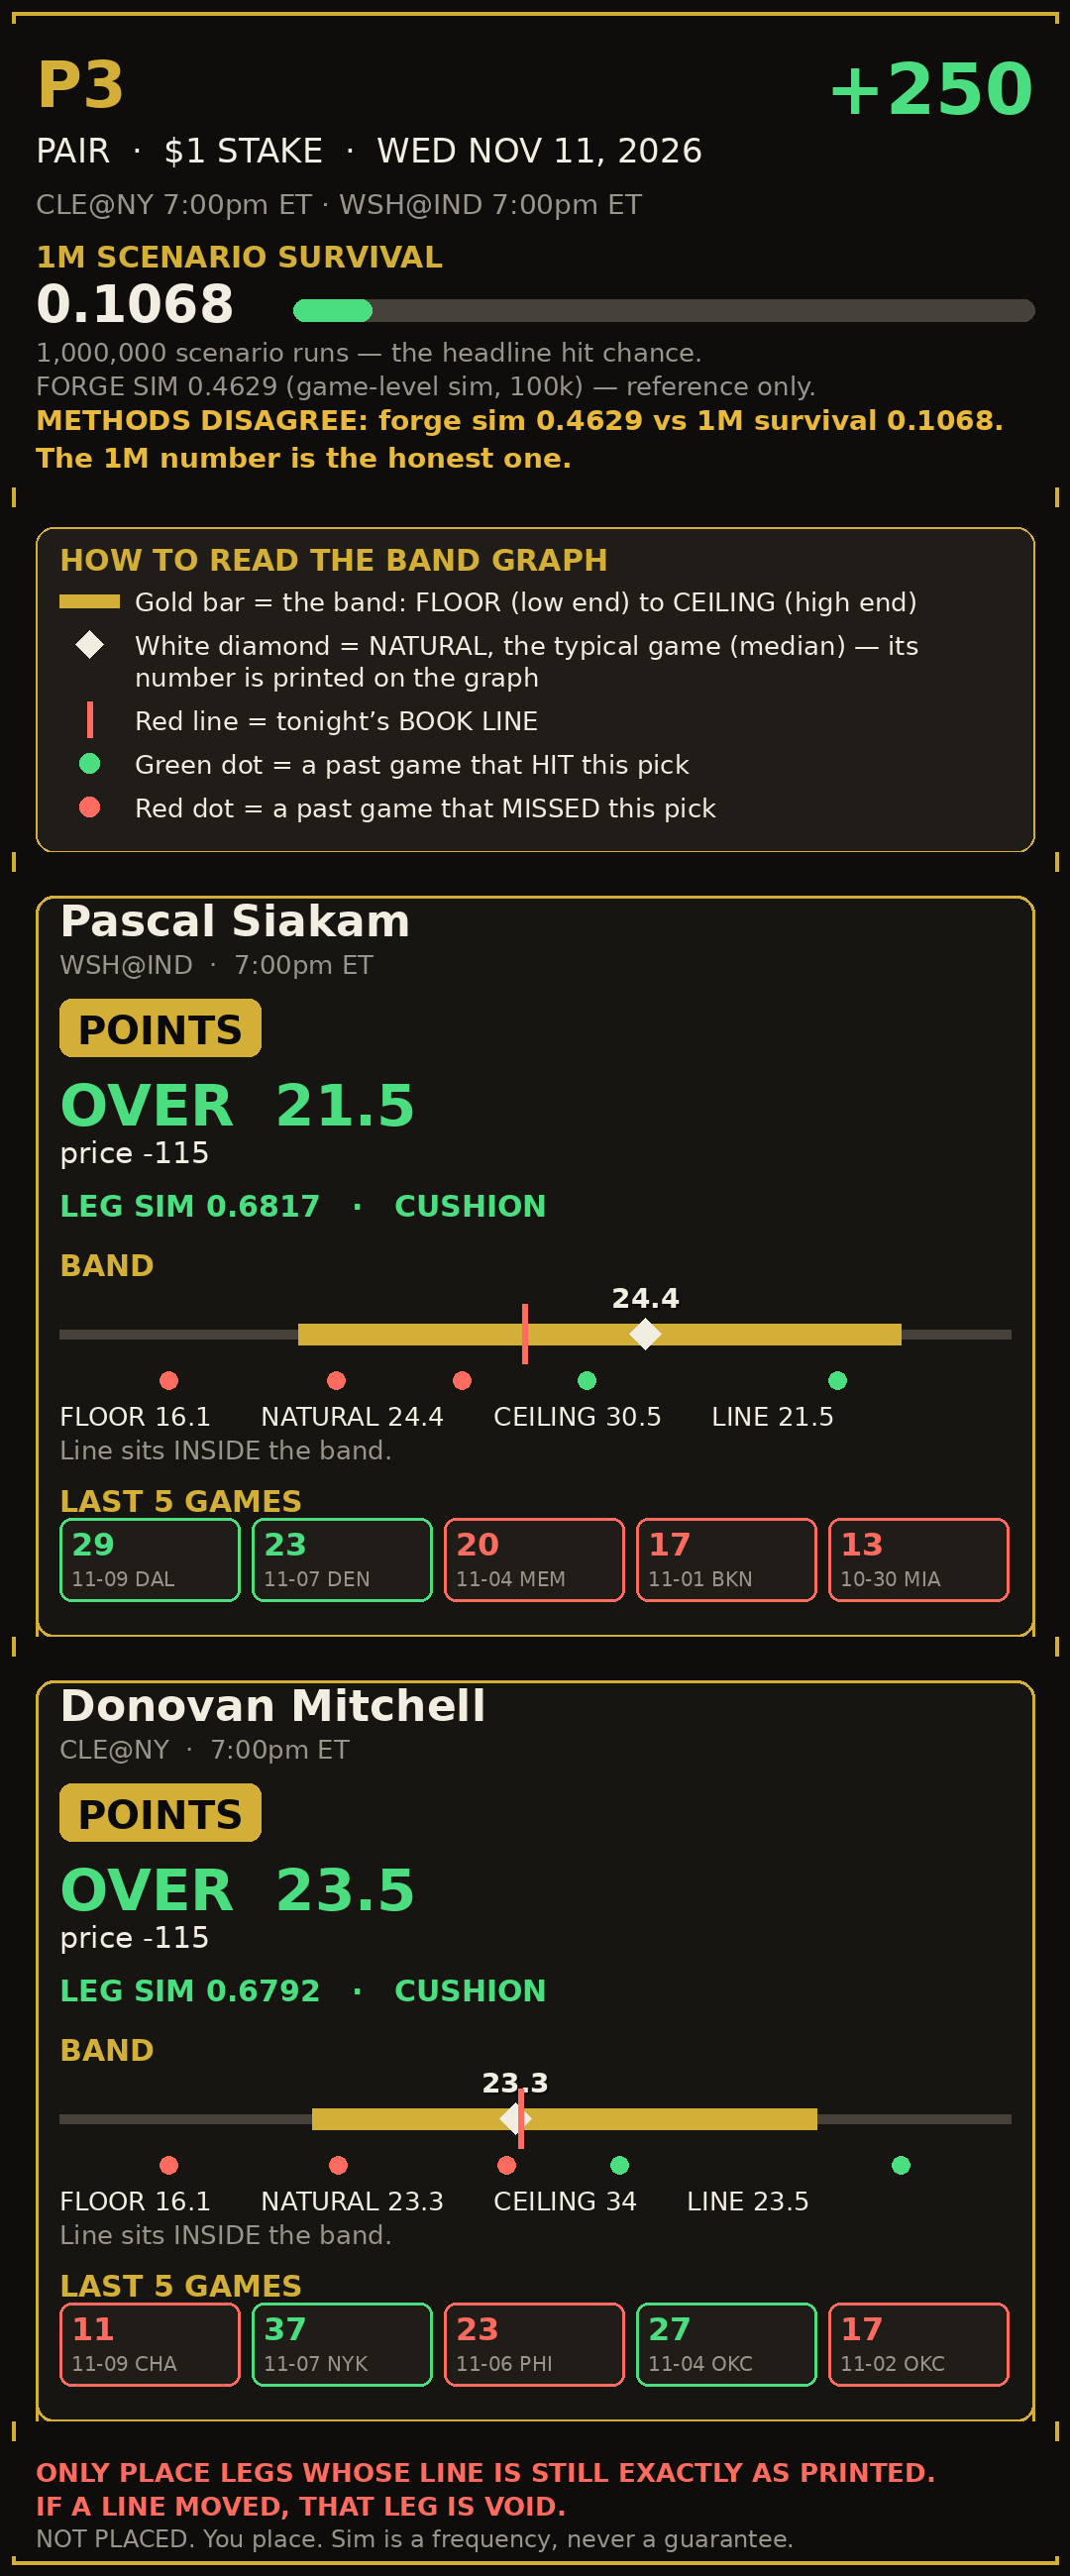 P3
+250
PAIR · $1 STAKE · WED NOV 11, 2026
CLE@NY 7:00pm ET · WSH@IND 7:00pm ET
1M SCENARIO SURVIVAL
0.1068
1,000,000 scenario runs — the headline hit chance.
FORGE SIM 0.4629 (game-level sim, 100k) — reference only.
METHODS DISAGREE: forge sim 0.4629 vs 1M survival 0.1068.
The 1M number is the honest one.
HOW TO READ THE BAND GRAPH
Gold bar = the band: FLOOR (low end) to CEILING (high end)
White diamond = NATURAL, the typical game (median) — its
number is printed on the graph
Red line = tonight’s BOOK LINE
Green dot = a past game that HIT this pick
Red dot = a past game that MISSED this pick
Pascal Siakam
WSH@IND · 7:00pm ET
POINTS
OVER 21.5
price -115
LEG SIM 0.6817 · CUSHION
BAND
24.4
FLOOR 16.1 NATURAL 24.4 CEILING 30.5 LINE 21.5
Line sits INSIDE the band.
LAST 5 GAMES
29 23 20 17 13
11-09 DAL 11-07 DEN 11-04 MEM 11-01 BKN 10-30 MIA
Donovan Mitchell
CLE@NY · 7:00pm ET
POINTS
OVER 23.5
price -115
LEG SIM 0.6792 · CUSHION
BAND
23.3
FLOOR 16.1 NATURAL 23.3 CEILING 34 LINE 23.5
Line sits INSIDE the band.
LAST 5 GAMES
11 37 23 27 17
11-09 CHA 11-07 NYK 11-06 PHI 11-04 OKC 11-02 OKC
ONLY PLACE LEGS WHOSE LINE IS STILL EXACTLY AS PRINTED.
IF A LINE MOVED, THAT LEG IS VOID.
NOT PLACED. You place. Sim is a frequency, never a guarantee.